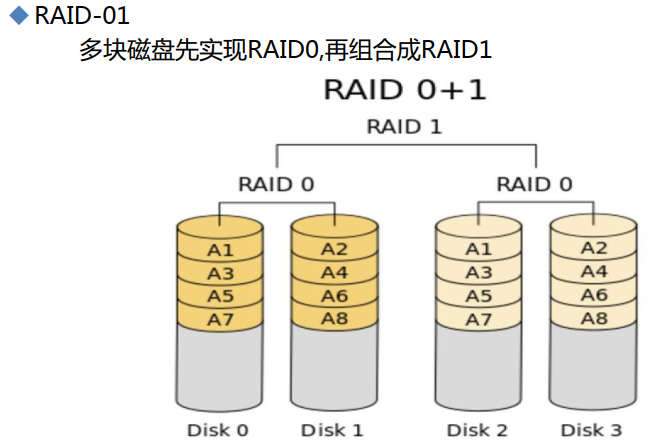 RAID-01
多块磁盘先实现RAID0,再组合成RAID1
RAID 0+1
RAID 1
RAID 0 RAID 0
A1 A2 A1 A2
A3 A4 A3 A4
A5 A6 A5 A6
A7 A8 A7 A8
Disk 0 Disk 1 Disk 2 Disk 3